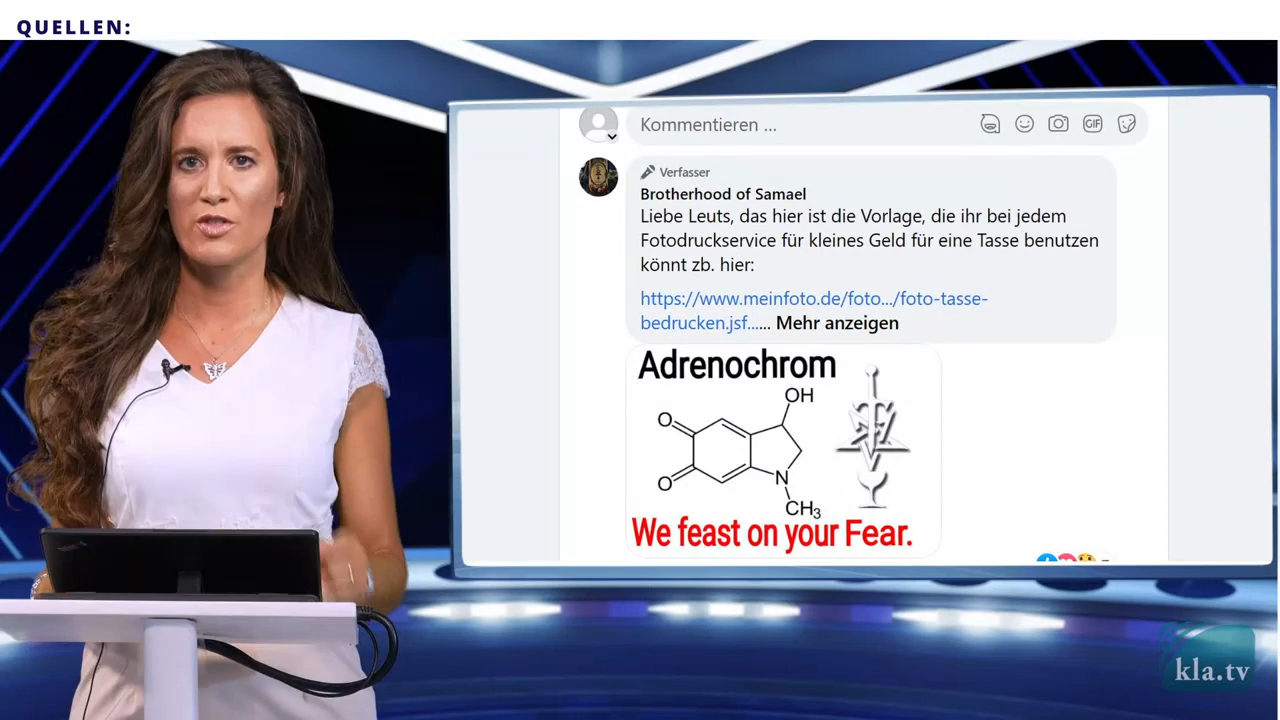 QUELLEN:
Kommentieren ...
GIF
Verfasser
Brotherhood of Samael
Liebe Leuts, das hier ist die Vorlage, die ihr bei jedem
Fotodruckservice für kleines Geld für eine Tasse benutzen
könnt zb. hier:
https://www.meinfoto.de/foto.../foto-tasse-
bedrucken.jsf...... Mehr anzeigen
Adrenochrom
OH
O
O
N
CH3
We feast on your Fear.
kla.tv